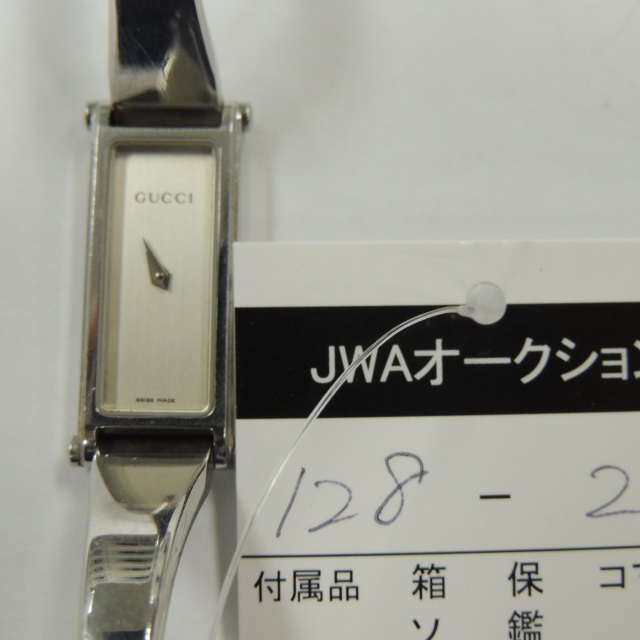 GUCCI
SWISS MADE
JWAオークション
128 - 2
付属品 箱 保 コマ
ソ 鑑